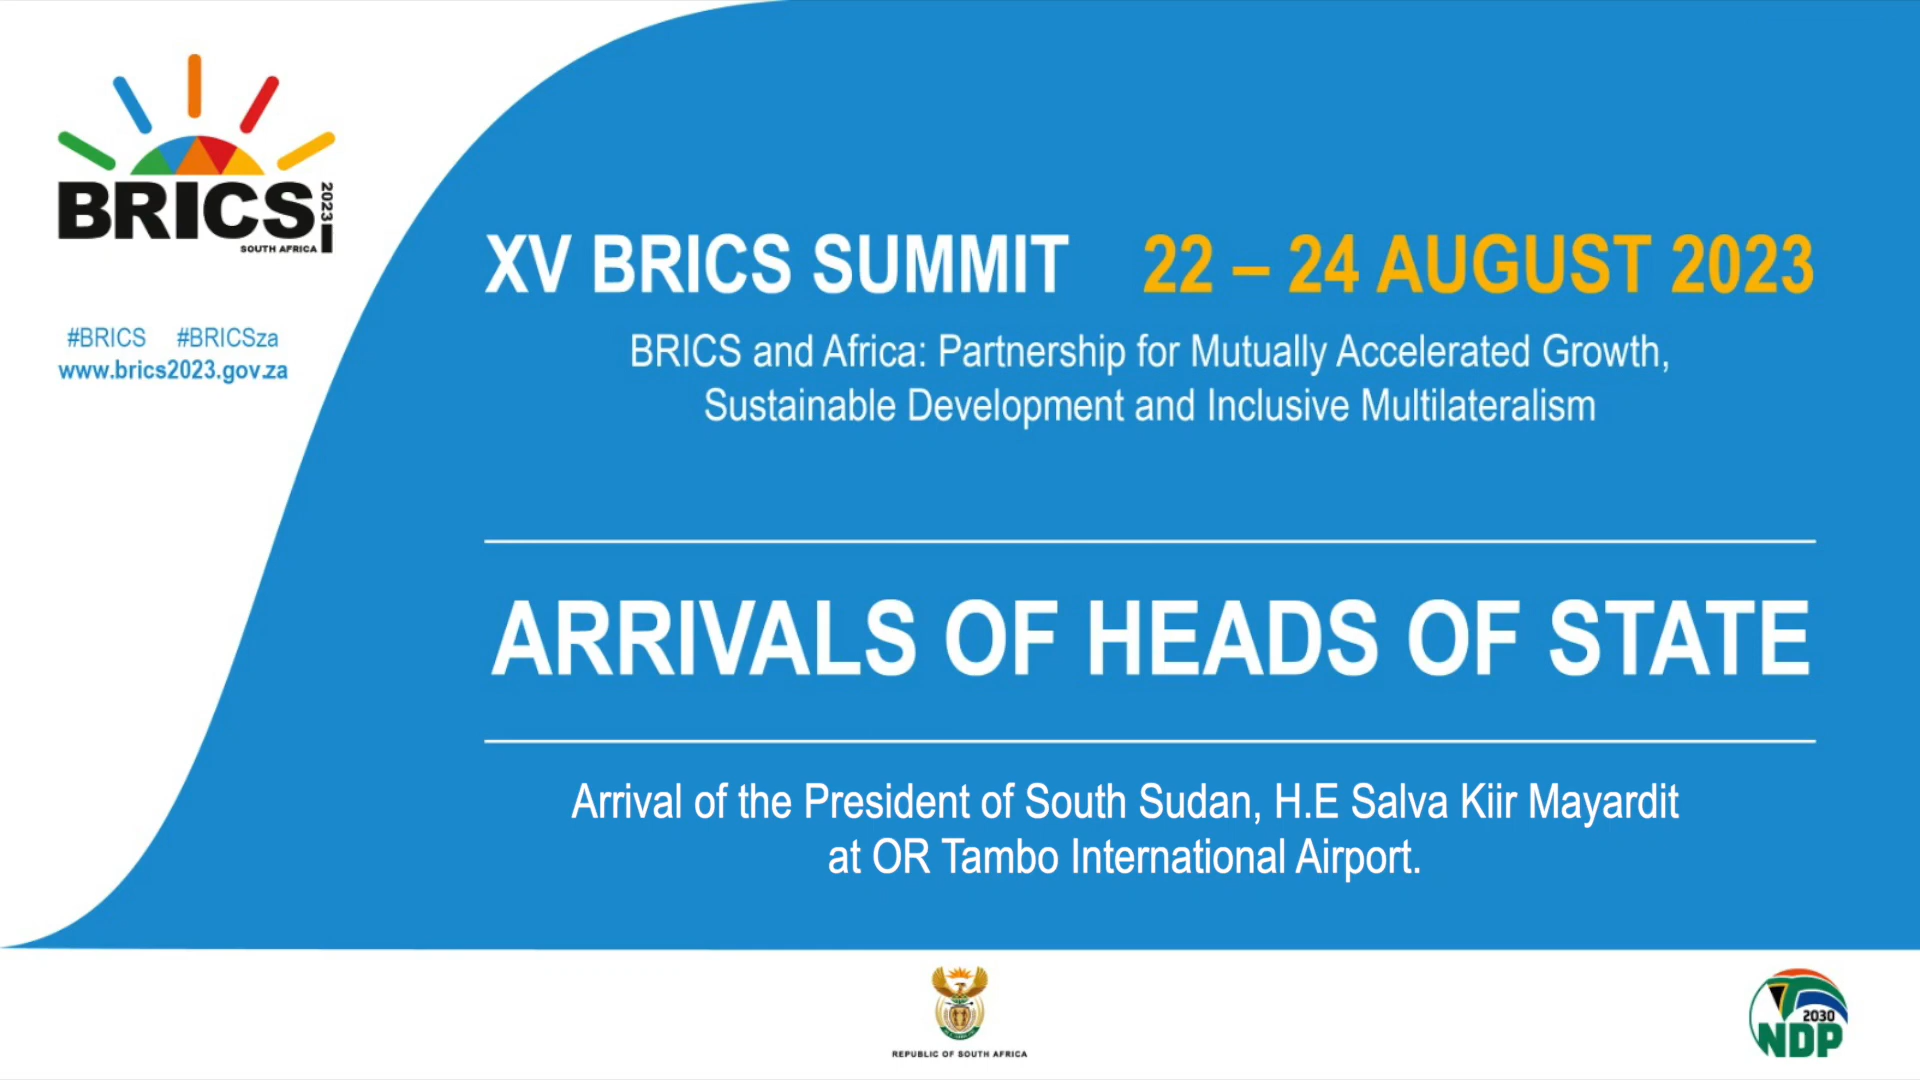 BRICS
2023
SOUTH AFRICA
#BRICS #BRICSza
www.brics2023.gov.za
XV BRICS SUMMIT 22 – 24 AUGUST 2023
BRICS and Africa: Partnership for Mutually Accelerated Growth,
Sustainable Development and Inclusive Multilateralism
ARRIVALS OF HEADS OF STATE
Arrival of the President of South Sudan, H.E Salva Kiir Mayardit
at OR Tambo International Airport.
REPUBLIC OF SOUTH AFRICA
2030
NDP